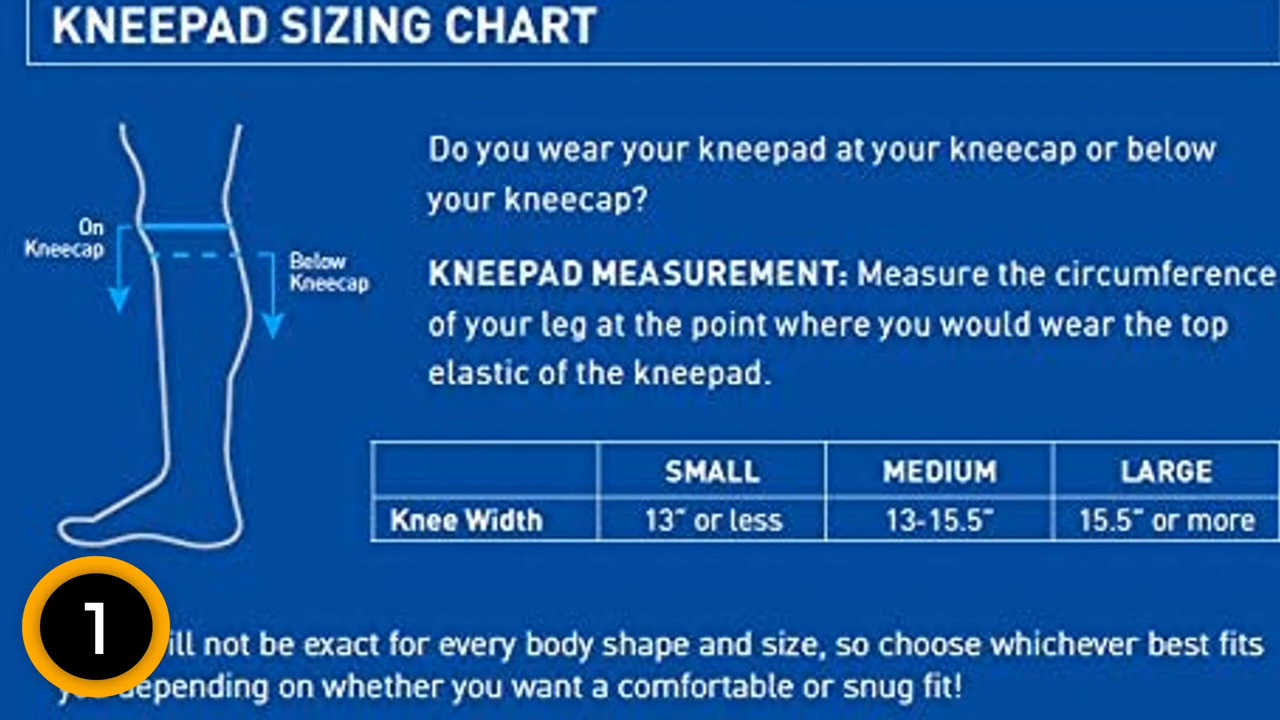 KNEEPAD SIZING CHART
Do you wear your kneepad at your kneecap or below
your kneecap?
On
Kneecap
Below
Kneecap
KNEEPAD MEASUREMENT: Measure the circumference
of your leg at the point where you would wear the top
elastic of the kneepad.
SMALL MEDIUM LARGE
Knee Width 13" or less 13-15.5" 15.5" or more
1
not be exact for every body shape and size, so choose whichever best fits
depending on whether you want a comfortable or snug fit!